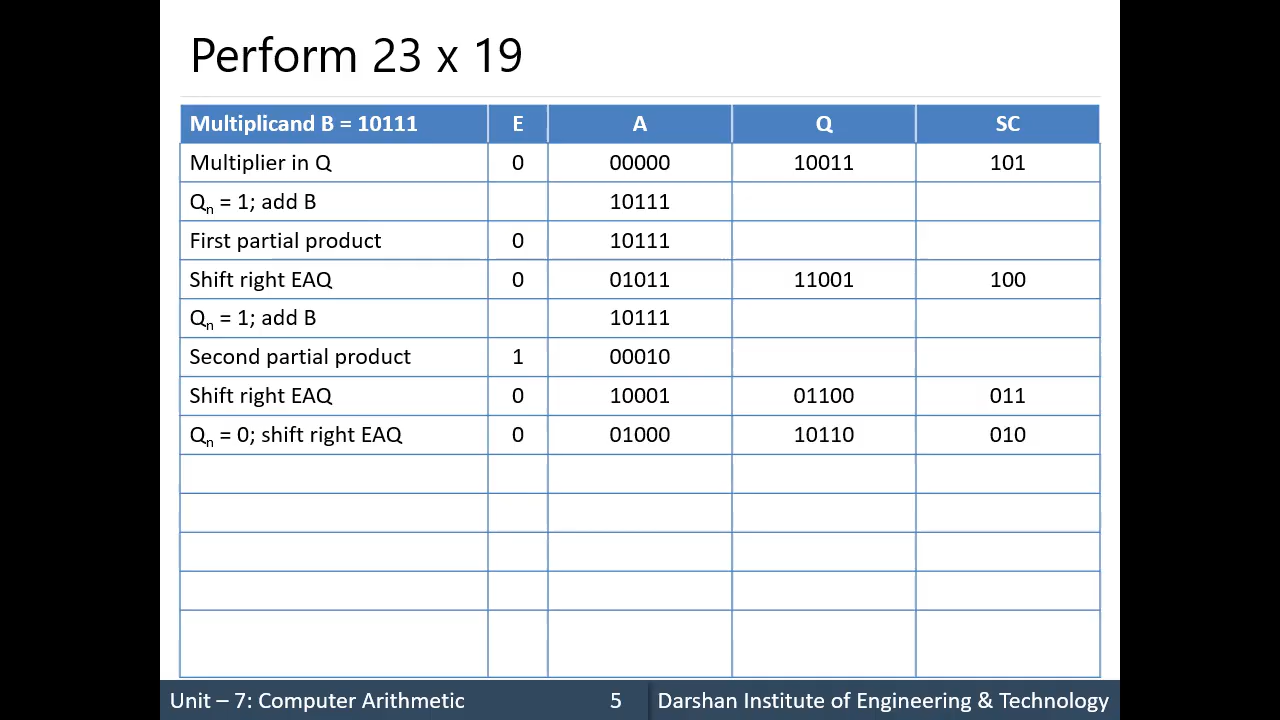 Perform 23 x 19
Multiplicand B = 10111 E A Q SC
Multiplier in Q 0 00000 10011 101
Qn = 1; add B 10111
First partial product 0 10111
Shift right EAQ 0 01011 11001 100
Qn = 1; add B 10111
Second partial product 1 00010
Shift right EAQ 0 10001 01100 011
Qn = 0; shift right EAQ 0 01000 10110 010
Unit – 7: Computer Arithmetic 5 Darshan Institute of Engineering & Technology